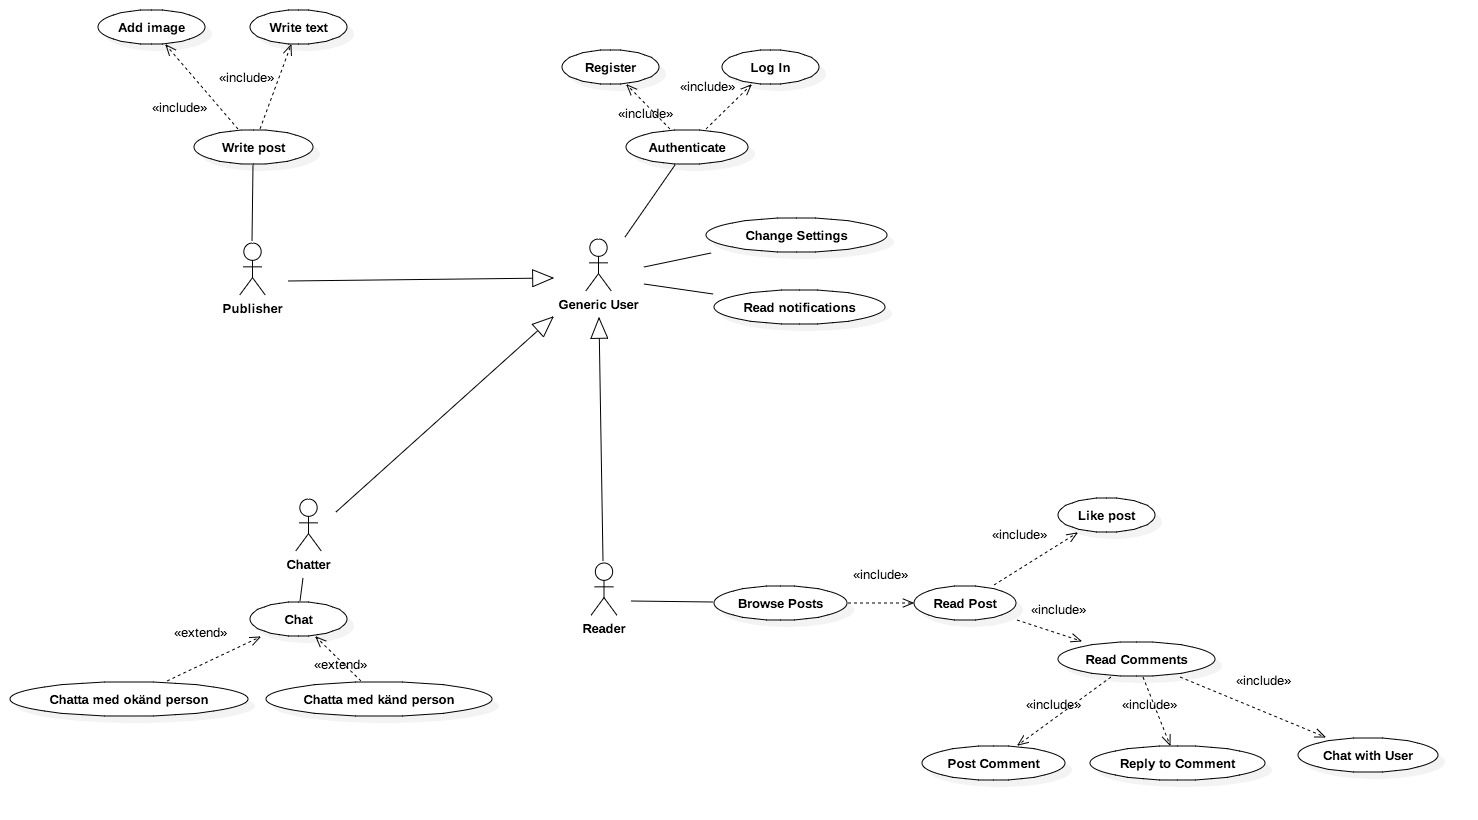 Add image
Write text
Register
Log In
«include»
«include»
«include»
«include»
Write post
Authenticate
Change Settings
Publisher
Generic User
Read notifications
Like post
«include»
Chatter
«include»
Browse Posts
Read Post
Reader
«include»
Chat
«extend»
«extend»
Read Comments
Chatta med okänd person
Chatta med känd person
«include»
«include»
«include»
Post Comment
Reply to Comment
Chat with User